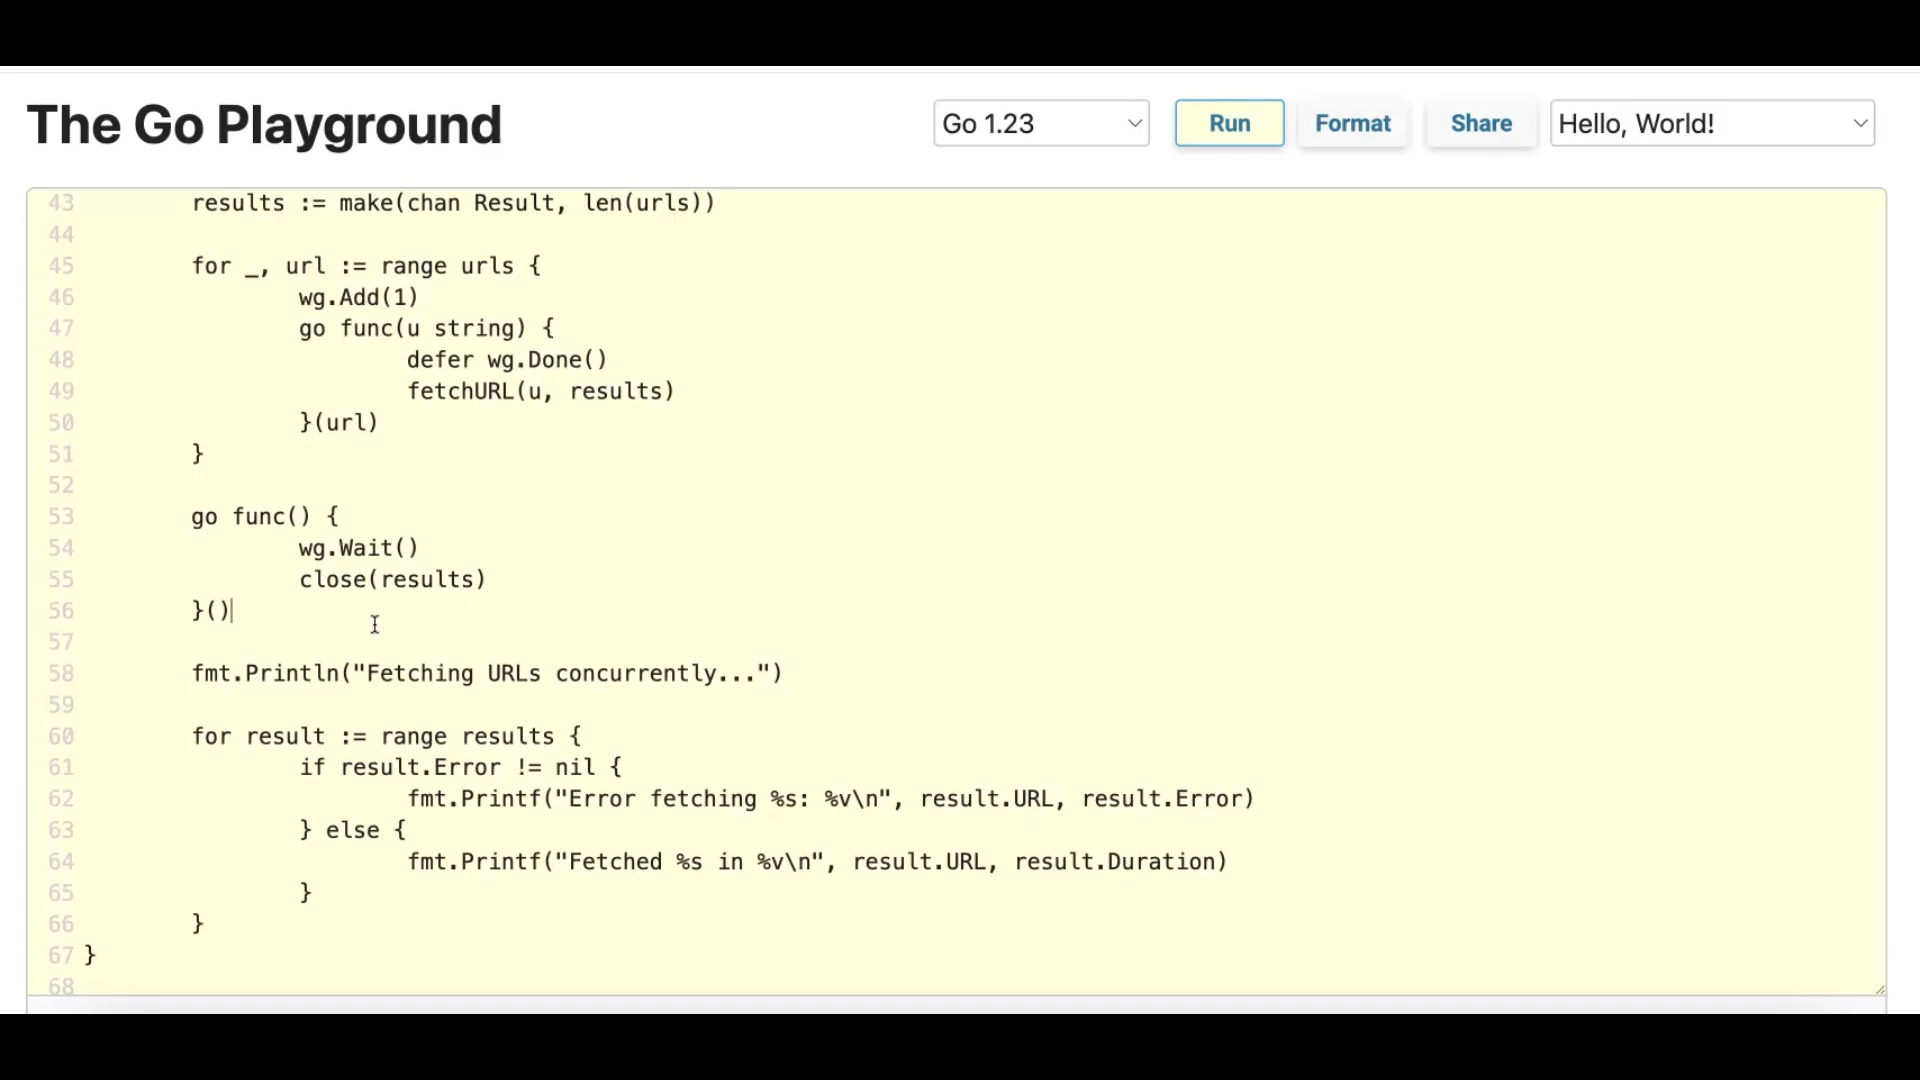 The Go Playground
Go 1.23
Run
Format
Share
Hello, World!
43 results := make(chan Result, len(urls))
44
45 for _, url := range urls {
46 wg.Add(1)
47 go func(u string) {
48 defer wg.Done()
49 fetchURL(u, results)
50 }(url)
51 }
52
53 go func() {
54 wg.Wait()
55 close(results)
56 }()
57
58 fmt.Println("Fetching URLs concurrently...")
59
60 for result := range results {
61 if result.Error != nil {
62 fmt.Printf("Error fetching %s: %v\n", result.URL, result.Error)
63 } else {
64 fmt.Printf("Fetched %s in %v\n", result.URL, result.Duration)
65 }
66 }
67 }
68